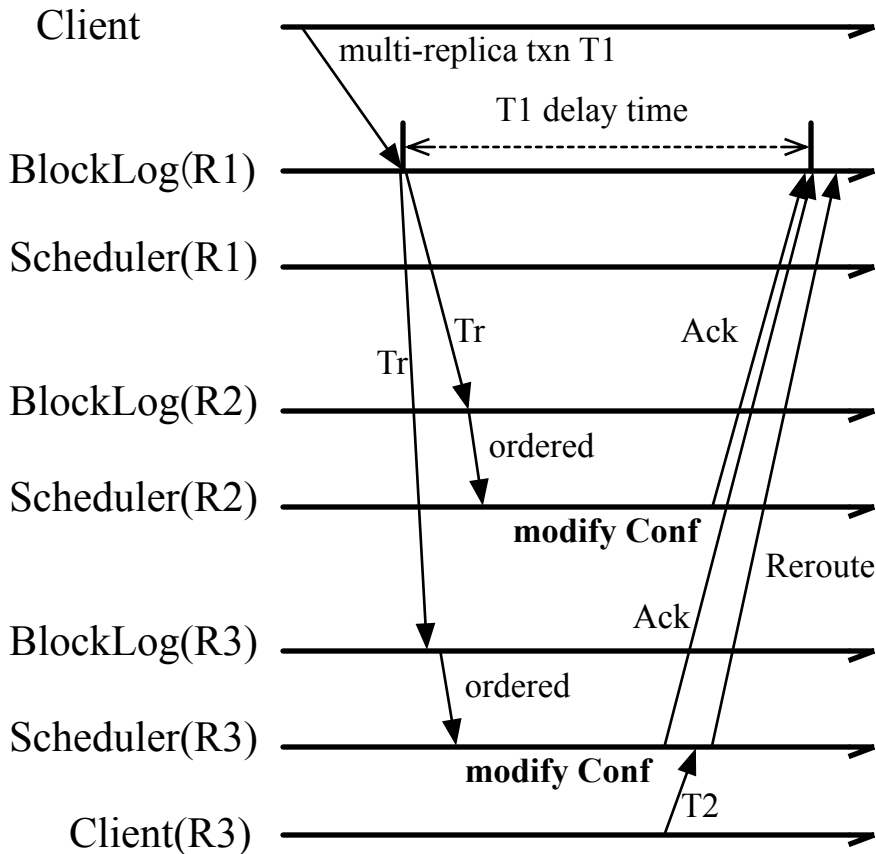 Client
multi-replica txn T1
T1 delay time
BlockLog(R1)
Scheduler(R1)
Tr
Ack
Tr
BlockLog(R2)
ordered
Scheduler(R2)
modify Conf
Reroute
Ack
BlockLog(R3)
ordered
Scheduler(R3)
modify Conf
T2
Client(R3)